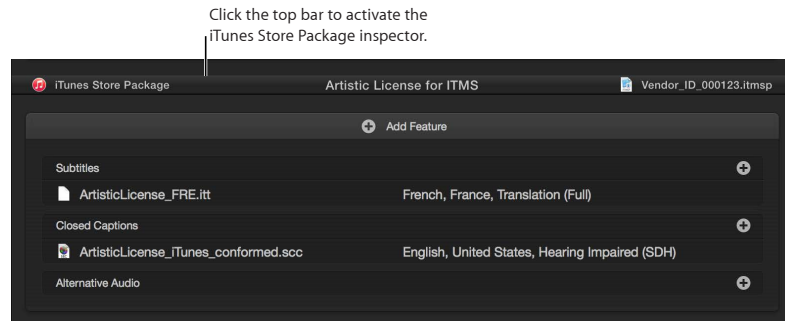 Click the top bar to activate the
iTunes Store Package inspector.
iTunes Store Package Artistic License for ITMS Vendor_ID_000123.itmsp
Add Feature
Subtitles
ArtisticLicense_FRE.itt French, France, Translation (Full)
Closed Captions
ArtisticLicense_iTunes_conformed.scc English, United States, Hearing Impaired (SDH)
Alternative Audio